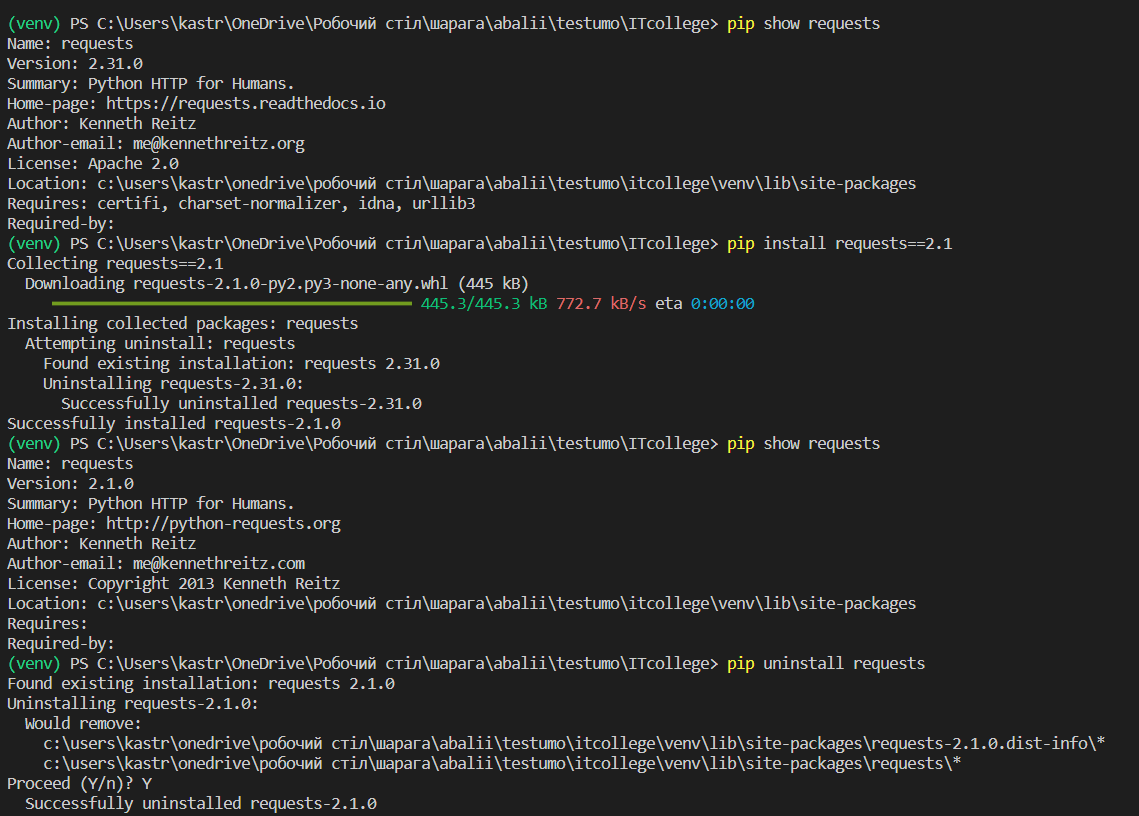 (venv) PS C:\Users\kastr\OneDrive\Робочий стіл\шарага\abalii\testumo\ITcollege> pip show requests
Name: requests
Version: 2.31.0
Summary: Python HTTP for Humans.
Home-page: https://requests.readthedocs.io
Author: Kenneth Reitz
Author-email: me@kennethreitz.org
License: Apache 2.0
Location: c:\users\kastr\onedrive\робочий стіл\шарага\abalii\testumo\itcollege\venv\lib\site-packages
Requires: certifi, charset-normalizer, idna, urllib3
Required-by:
(venv) PS C:\Users\kastr\OneDrive\Робочий стіл\шарага\abalii\testumo\ITcollege> pip install requests==2.1
Collecting requests==2.1
Downloading requests-2.1.0-py2.py3-none-any.whl (445 kB)
445.3/445.3 kB 772.7 kB/s eta 0:00:00
Installing collected packages: requests
Attempting uninstall: requests
Found existing installation: requests 2.31.0
Uninstalling requests-2.31.0:
Successfully uninstalled requests-2.31.0
Successfully installed requests-2.1.0
(venv) PS C:\Users\kastr\OneDrive\Робочий стіл\шарага\abalii\testumo\ITcollege> pip show requests
Name: requests
Version: 2.1.0
Summary: Python HTTP for Humans.
Home-page: http://python-requests.org
Author: Kenneth Reitz
Author-email: me@kennethreitz.com
License: Copyright 2013 Kenneth Reitz
Location: c:\users\kastr\onedrive\робочий стіл\шарага\abalii\testumo\itcollege\venv\lib\site-packages
Requires:
Required-by:
(venv) PS C:\Users\kastr\OneDrive\Робочий стіл\шарага\abalii\testumo\ITcollege> pip uninstall requests
Found existing installation: requests 2.1.0
Uninstalling requests-2.1.0:
Would remove:
c:\users\kastr\onedrive\робочий стіл\шарага\abalii\testumo\itcollege\venv\lib\site-packages\requests-2.1.0.dist-info\*
c:\users\kastr\onedrive\робочий стіл\шарага\abalii\testumo\itcollege\venv\lib\site-packages\requests\*
Proceed (Y/n)? Y
Successfully uninstalled requests-2.1.0